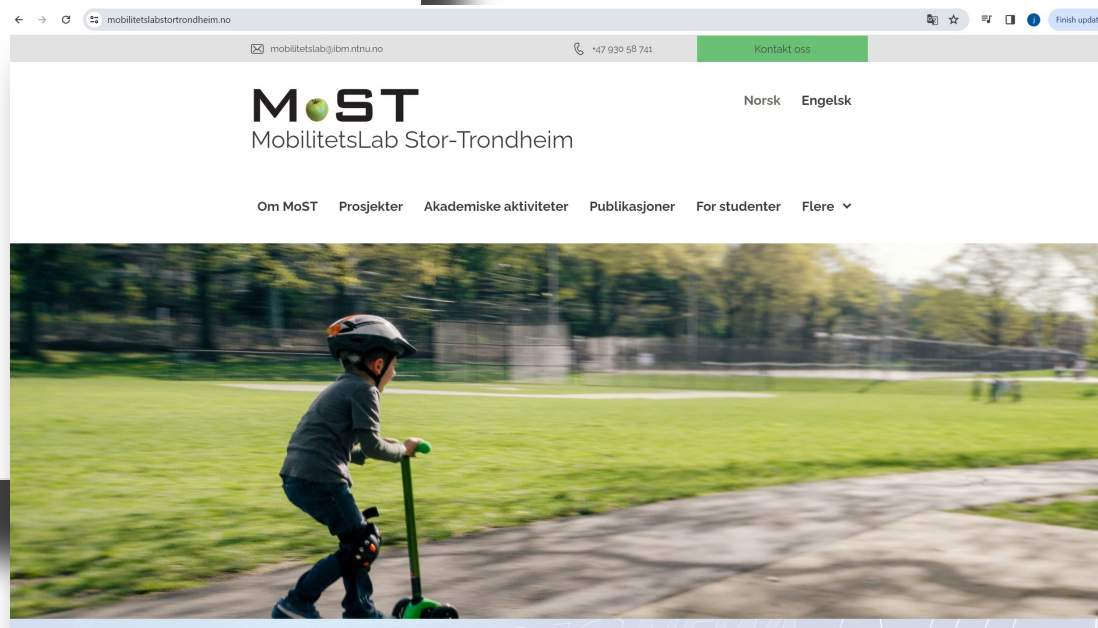 mobilitetslabstortrondheim.no
Finish updat
mobilitetslab@ibm.ntnu.no
+47 930 58 741
Kontakt oss
MoST
Norsk
Engelsk
MobilitetsLab Stor-Trondheim
Om MoST
Prosjekter
Akademiske aktiviteter
Publikasjoner
For studenter
Flere